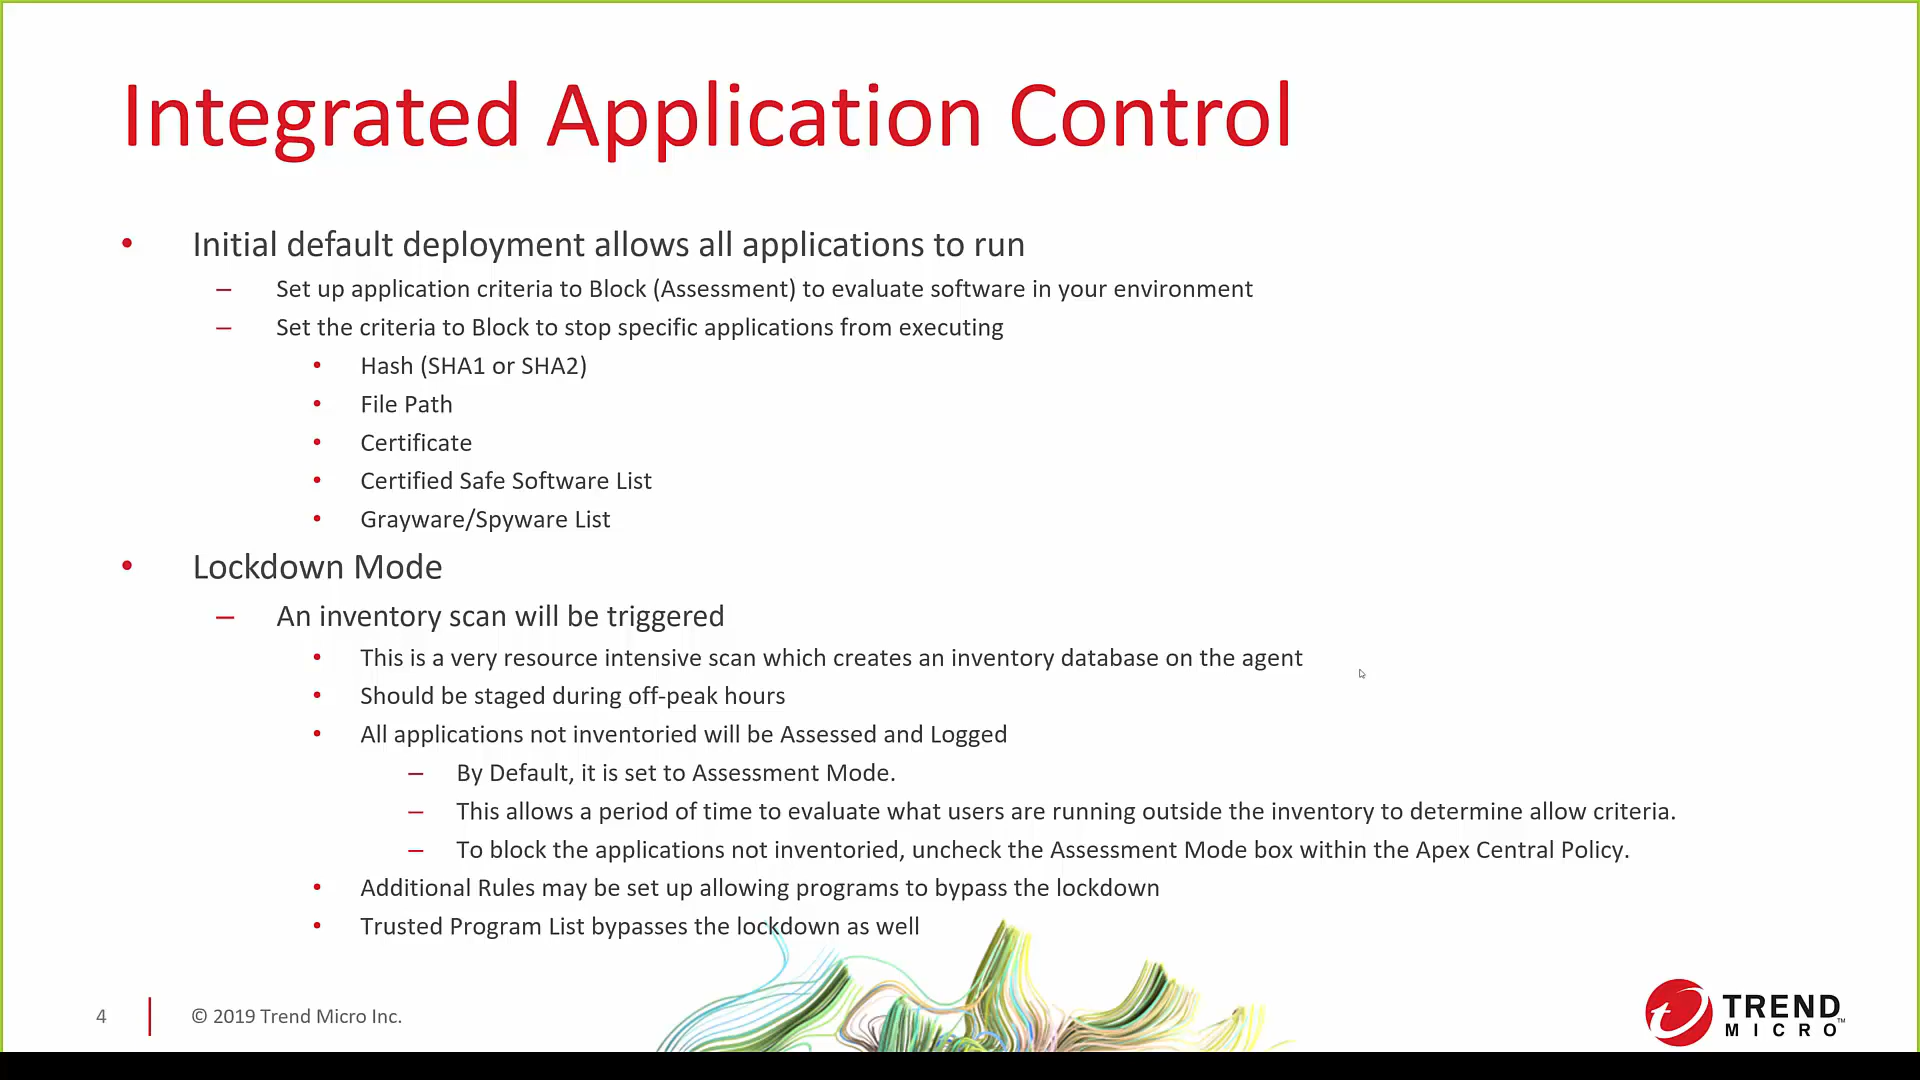 Integrated Application Control
• Initial default deployment allows all applications to run
– Set up application criteria to Block (Assessment) to evaluate software in your environment
– Set the criteria to Block to stop specific applications from executing
• Hash (SHA1 or SHA2)
• File Path
• Certificate
• Certified Safe Software List
• Grayware/Spyware List
• Lockdown Mode
– An inventory scan will be triggered
• This is a very resource intensive scan which creates an inventory database on the agent
• Should be staged during off-peak hours
• All applications not inventoried will be Assessed and Logged
– By Default, it is set to Assessment Mode.
– This allows a period of time to evaluate what users are running outside the inventory to determine allow criteria.
– To block the applications not inventoried, uncheck the Assessment Mode box within the Apex Central Policy.
• Additional Rules may be set up allowing programs to bypass the lockdown
• Trusted Program List bypasses the lockdown as well
4
© 2019 Trend Micro Inc.
TREND
MICRO™